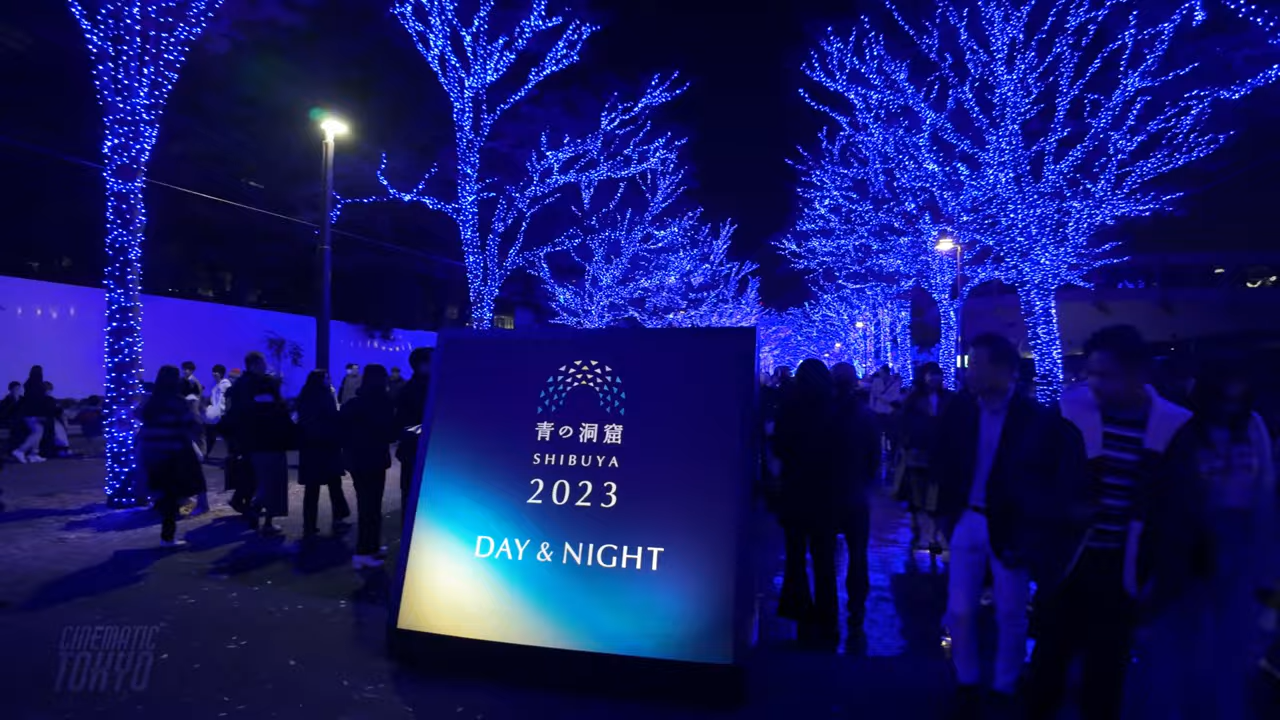 青の洞窟
SHIBUYA
2023
DAY & NIGHT
CINEMATIC
TOKYO